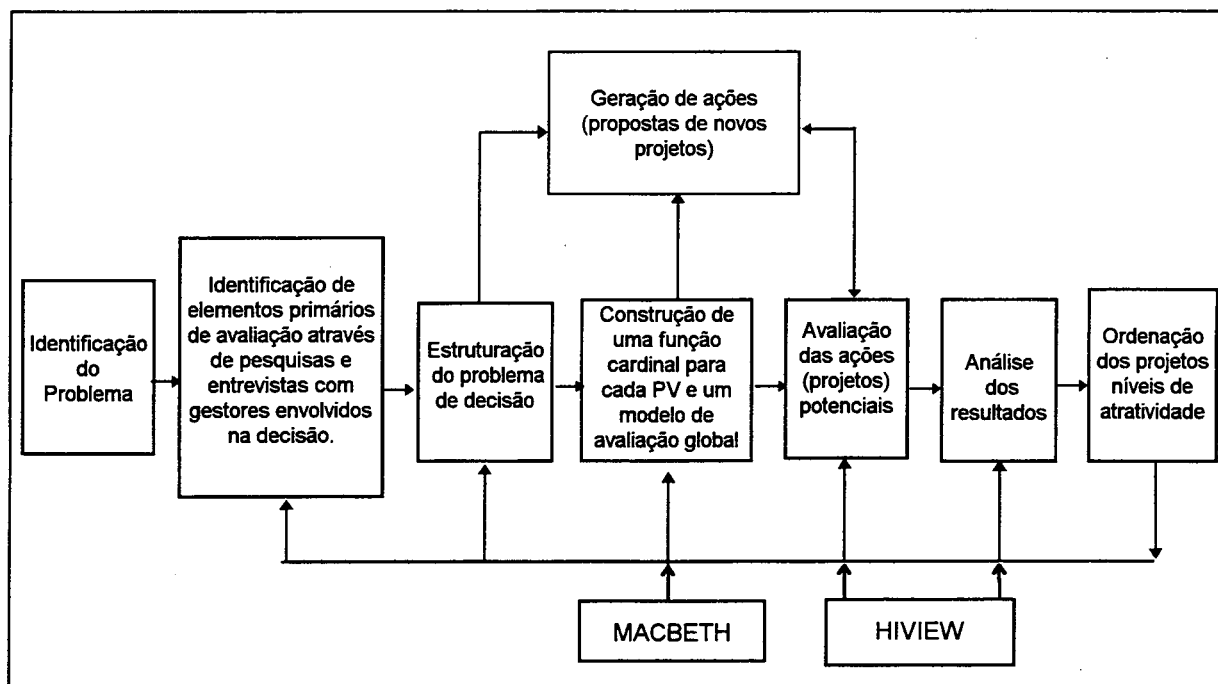 Geração de ações
(propostas de novos
projetos)
Identificação
do
Problema
Identificação de
elementos primários
de avaliação através
de pesquisas e
entrevistas com
gestores envolvidos
na decisão.
Estruturação
do problema
de decisão
Construção de
uma função
cardinal para
cada PV e um
modelo de
avaliação global
Avaliação
das ações
(projetos)
potenciais
Análise
dos
resultados
Ordenação
dos projetos
níveis de
atratividade
MACBETH
HIVIEW